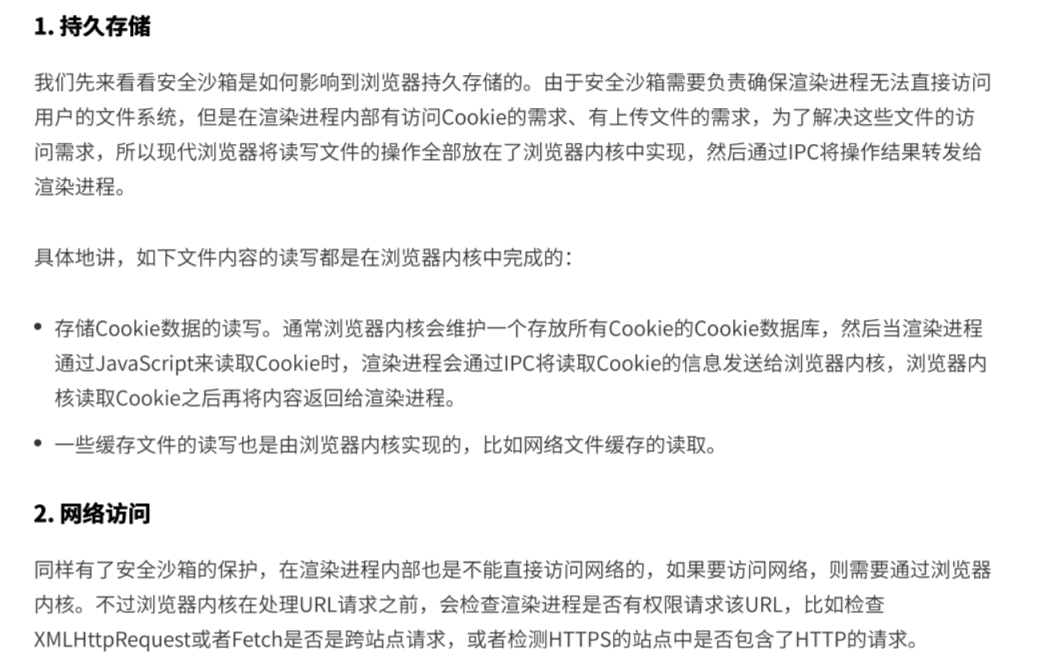 1. 持久存储
我们先来看看安全沙箱是如何影响到浏览器持久存储的。由于安全沙箱需要负责确保渲染进程无法直接访问
用户的文件系统，但是在渲染进程内部有访问Cookie的需求、有上传文件的需求，为了解决这些文件的访
问需求，所以现代浏览器将读写文件的操作全部放在了浏览器内核中实现，然后通过IPC将操作结果转发给
渲染进程。
具体地讲，如下文件内容的读写都是在浏览器内核中完成的：
• 存储Cookie数据的读写。通常浏览器内核会维护一个存放所有Cookie的Cookie数据库，然后当渲染进程
通过JavaScript来读取Cookie时，渲染进程会通过IPC将读取Cookie的信息发送给浏览器内核，浏览器内
核读取Cookie之后再将内容返回给渲染进程。
• 一些缓存文件的读写也是由浏览器内核实现的，比如网络文件缓存的读取。
2. 网络访问
同样有了安全沙箱的保护，在渲染进程内部也是不能直接访问网络的，如果要访问网络，则需要通过浏览器
内核。不过浏览器内核在处理URL请求之前，会检查渲染进程是否有权限请求该URL，比如检查
XMLHttpRequest或者Fetch是否是跨站点请求，或者检测HTTPS的站点中是否包含了HTTP的请求。